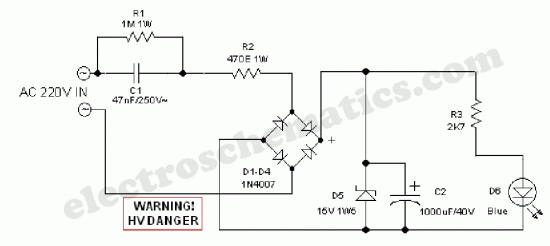 R1
1M 1W
R2
470E 1W
C1
47nF/250V~
AC 220V IN
D1-D4
1N4007
+
R3
2K7
D5
15V 1W5
C2
1000uF/40V
D6
Blue
WARNING!
HV DANGER
electroschematics.com